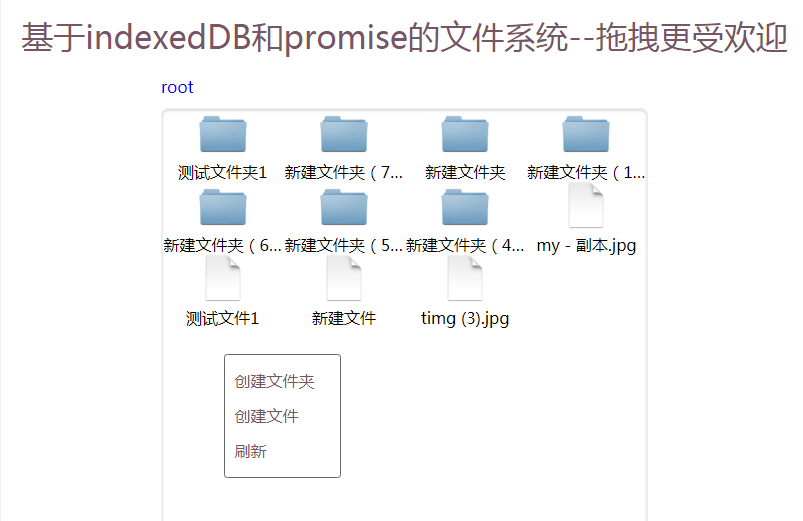 基于indexedDB和promise的文件系统--拖拽更受欢迎
root
测试文件夹1 新建文件夹（7... 新建文件夹 新建文件夹（1...
新建文件夹（6... 新建文件夹（5... 新建文件夹（4... my - 副本.jpg
测试文件1 新建文件 timg (3).jpg
创建文件夹
创建文件
刷新